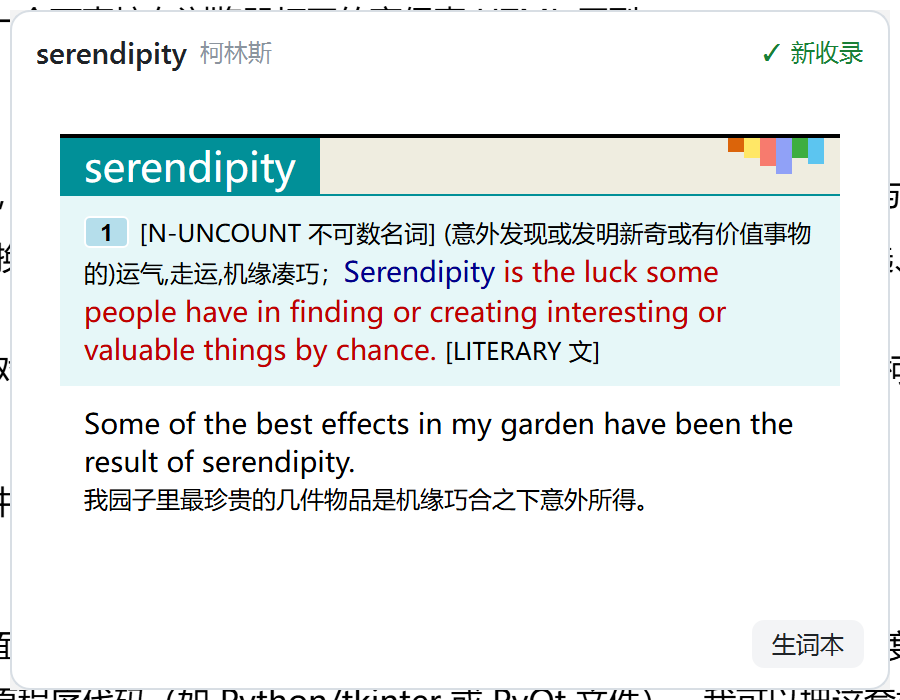 serendipity 柯林斯
✓ 新收录
serendipity
1 [N-UNCOUNT 不可数名词] (意外发现或发明新奇或有价值事物
的)运气,走运,机缘凑巧；Serendipity is the luck some
people have in finding or creating interesting or
valuable things by chance. [LITERARY 文]
Some of the best effects in my garden have been the
result of serendipity.
我园子里最珍贵的几件物品是机缘巧合之下意外所得。
生词本